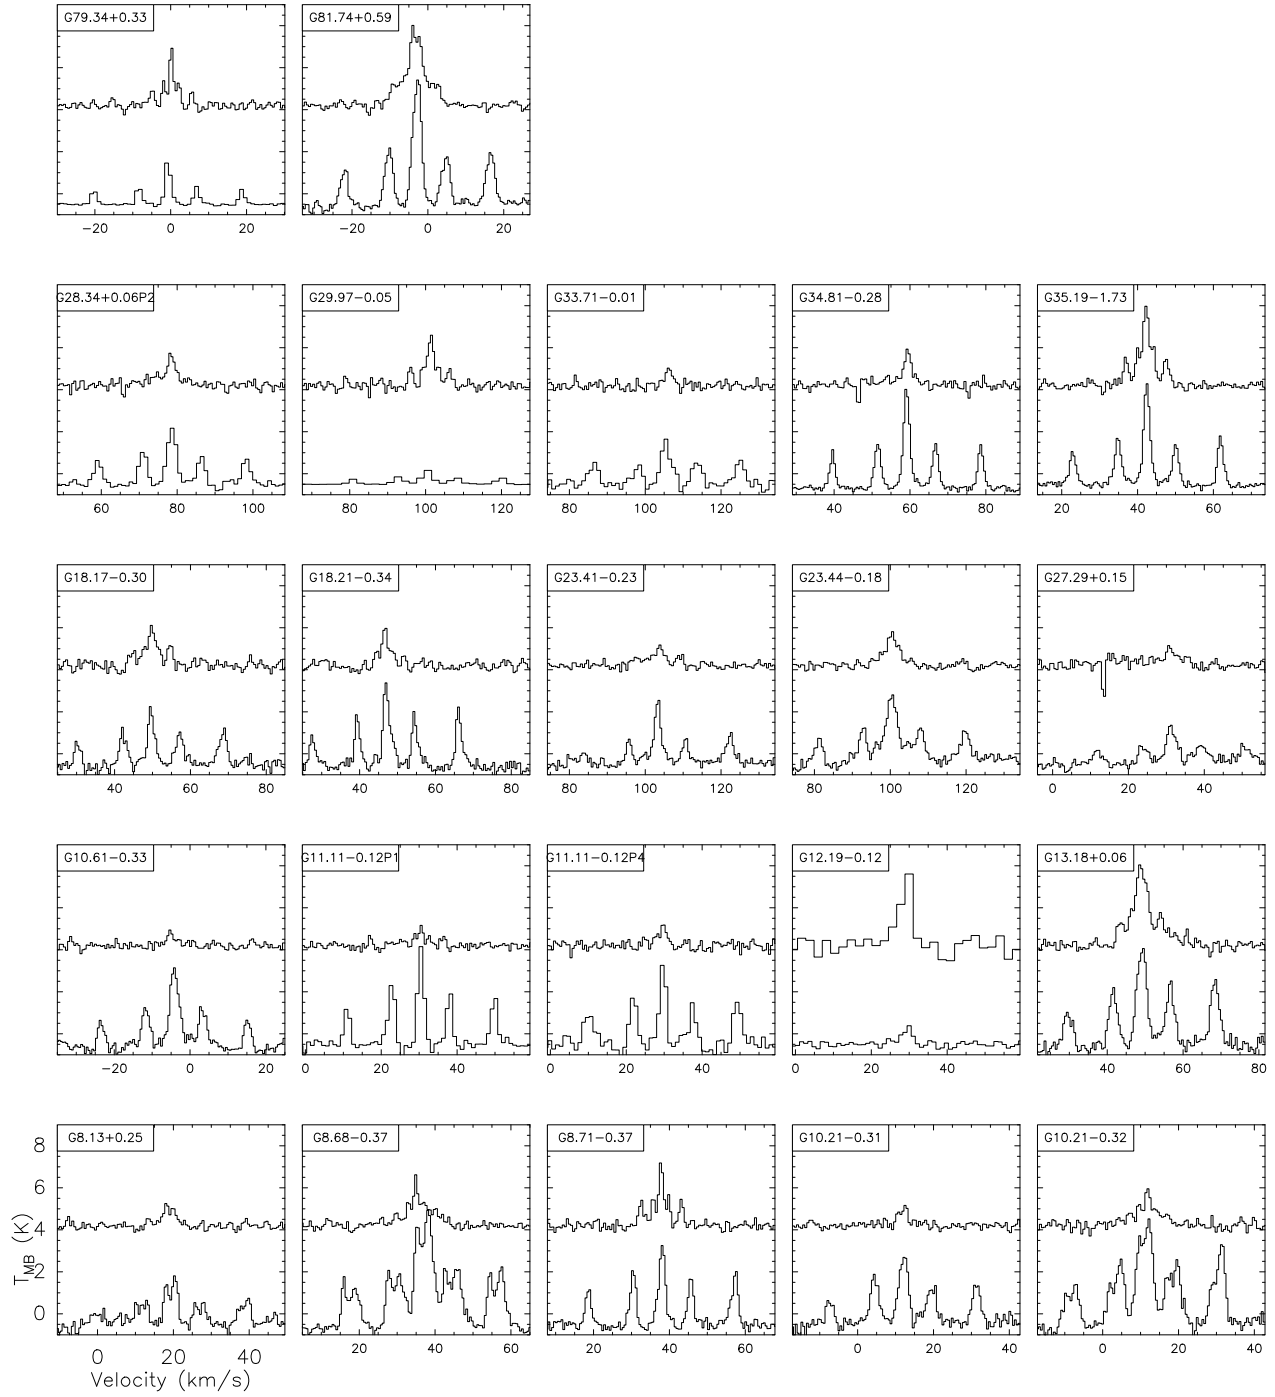 G79.34+0.33
G81.74+0.59
−20 0 20
−20 0 20
G28.34+0.06P2
G29.97−0.05
G33.71−0.01
G34.81−0.28
G35.19−1.73
60 80 100
80 100 120
80 100 120
40 60 80
20 40 60
G18.17−0.30
G18.21−0.34
G23.41−0.23
G23.44−0.18
G27.29+0.15
40 60 80
40 60 80
80 100 120
80 100 120
0 20 40
G10.61−0.33
G11.11−0.12P1
G11.11−0.12P4
G12.19−0.12
G13.18+0.06
−20 0 20
0 20 40
0 20 40
0 20 40
40 60 80
G8.13+0.25
G8.68−0.37
G8.71−0.37
G10.21−0.31
G10.21−0.32
8
6
4
2
0
T_MB (K)
0 20 40
20 40 60
20 40 60
−20 0 20 40
0 20 40
Velocity (km/s)